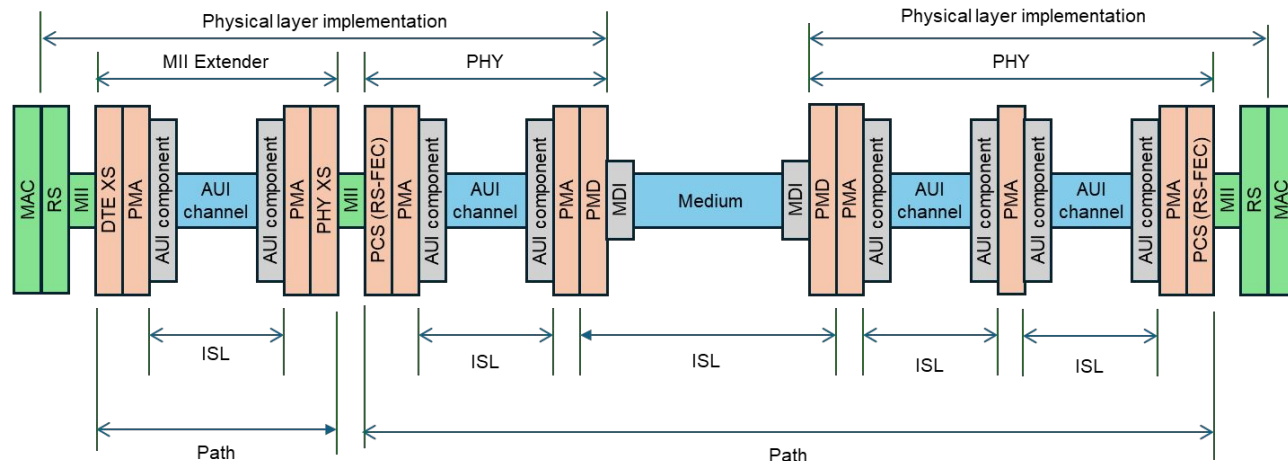 Physical layer implementation
Physical layer implementation
MII Extender
PHY
PHY
MAC
RS
MII
DTE XS
PMA
AUI component
AUI
channel
AUI component
PMA
PHY XS
MII
PCS (RS-FEC)
PMA
AUI component
AUI
channel
AUI component
PMA
PMD
MDI
Medium
MDI
PMD
PMA
AUI component
AUI
channel
AUI component
PMA
AUI component
AUI
channel
AUI component
PMA
PCS (RS-FEC)
MII
RS
MAC
ISL
ISL
ISL
ISL
ISL
Path
Path